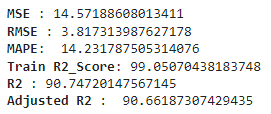 MSE : 14.57188608013411
RMSE : 3.817313987627178
MAPE:  14.231787505314076
Train R2_Score: 99.05070438183748
R2 : 90.74720147567145
Adjusted R2 :  90.66187307429435